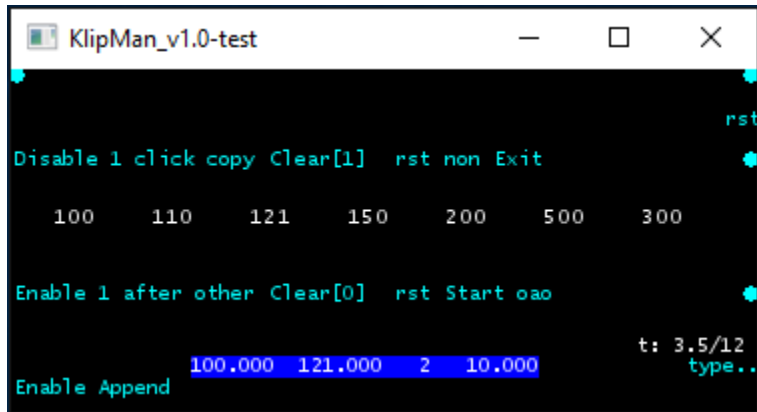 KlipMan_v1.0-test
rst
Disable 1 click copy Clear[1] rst non Exit
100 110 121 150 200 500 300
Enable 1 after other Clear[0] rst Start oao
t: 3.5/12
100.000 121.000 2 10.000 type..
Enable Append